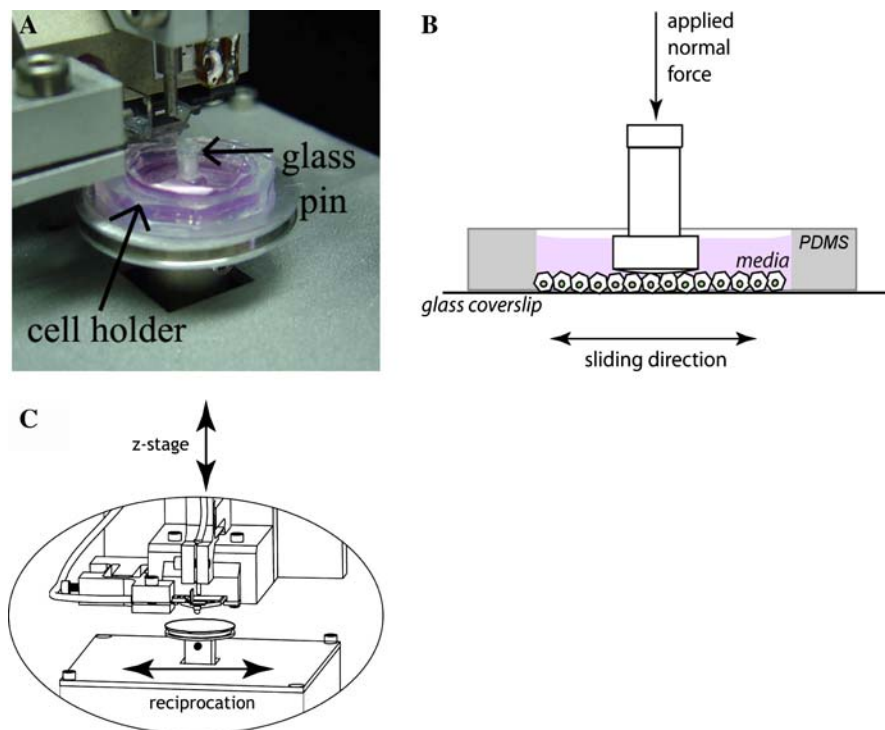 A
glass
pin
cell holder
B
applied
normal
force
PDMS
media
glass coverslip
sliding direction
C
z-stage
reciprocation